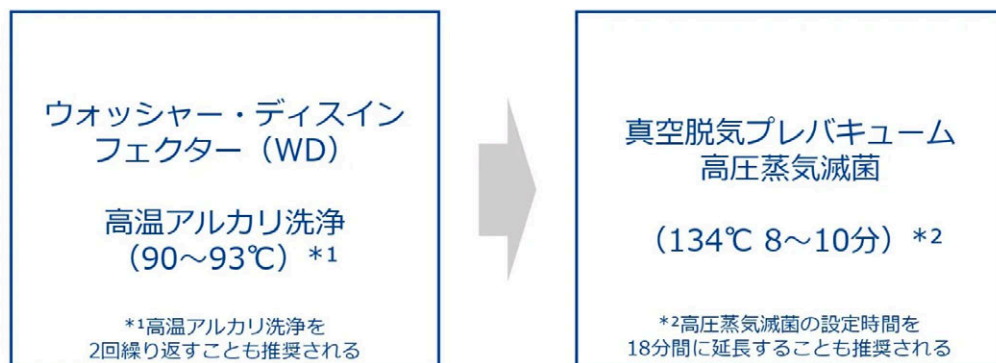 ウォッシャー・ディスイン
フェクター（WD）
高温アルカリ洗浄
（90～93℃）*1
*1高温アルカリ洗浄を
2回繰り返すことも推奨される
真空脱気プレバキューム
高圧蒸気滅菌
（134℃ 8～10分）*2
*2高圧蒸気滅菌の設定時間を
18分間に延長することも推奨される